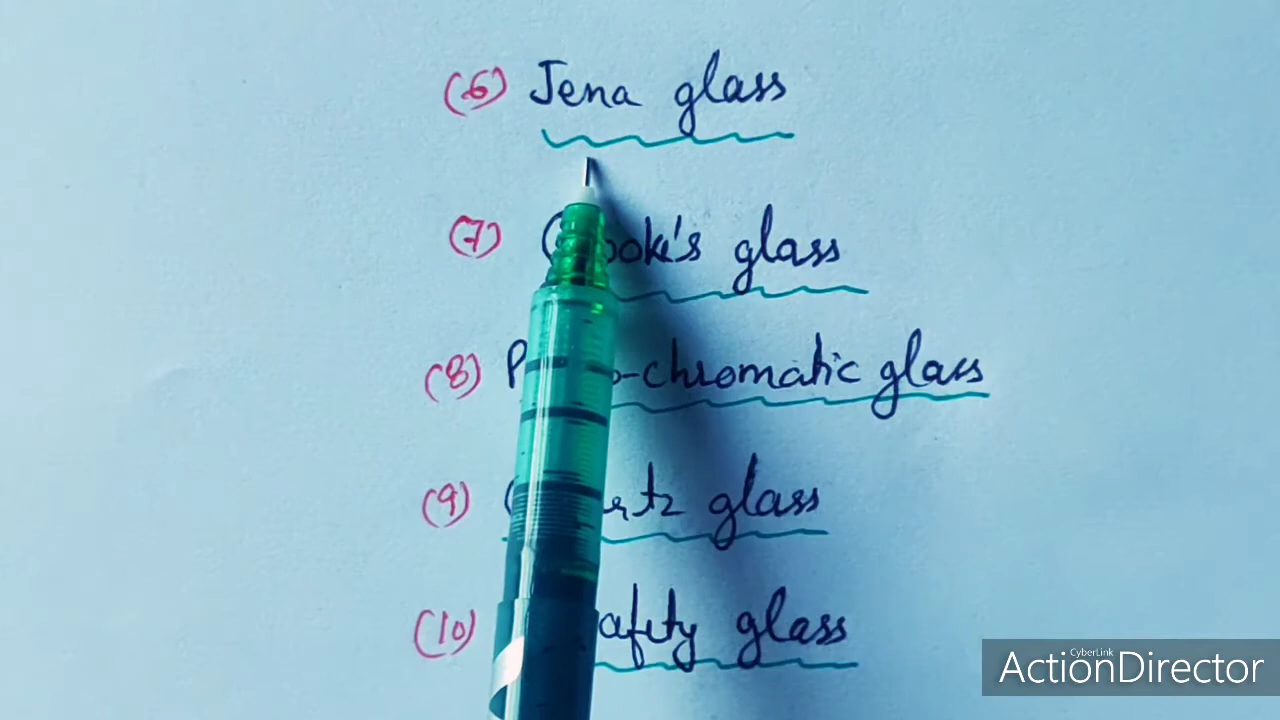 (6) Jena glass
(7) glass
(8) glass
(9) glass
(10) glass
CyberLink
ActionDirector